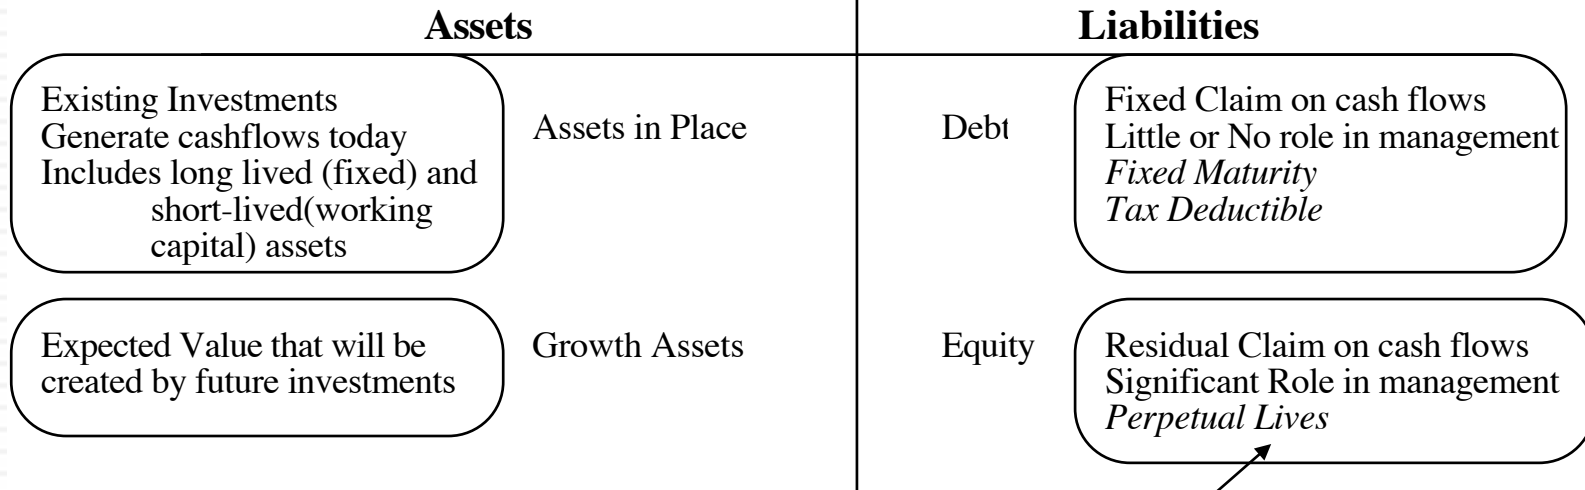 Assets
Liabilities
Existing Investments
Generate cashflows today
Includes long lived (fixed) and
short-lived(working
capital) assets
Assets in Place
Debt
Fixed Claim on cash flows
Little or No role in management
Fixed Maturity
Tax Deductible
Expected Value that will be
created by future investments
Growth Assets
Equity
Residual Claim on cash flows
Significant Role in management
Perpetual Lives